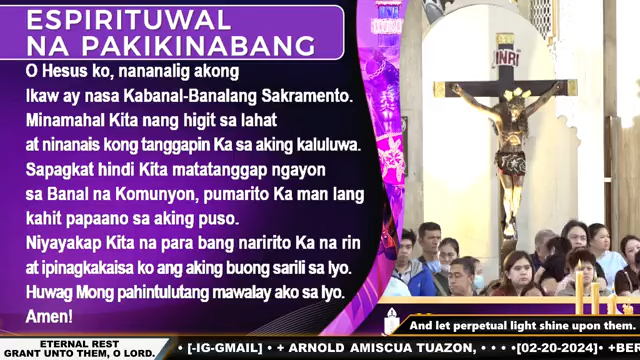 ESPIRITUWAL
NA PAKIKINABANG
O Hesus ko, nananalig akong
Ikaw ay nasa Kabanal-Banalang Sakramento.
Minamahal Kita nang higit sa lahat
at ninanais kong tanggapin Ka sa aking kaluluwa.
Sapagkat hindi Kita matatanggap ngayon
sa Banal na Komunyon, pumarito Ka man lang
kahit papaano sa aking puso.
Niyayakap Kita na para bang naririto Ka na rin
at ipinagkakaisa ko ang aking buong sarili sa Iyo.
Huwag Mong pahintulutang mawalay ako sa Iyo.
Amen!
INRI
And let perpetual light shine upon them.
ETERNAL REST
GRANT UNTO THEM, O LORD.
• [-IG-GMAIL] • + ARNOLD AMISCUA TUAZON, • • • •[02-20-2024]• +BER